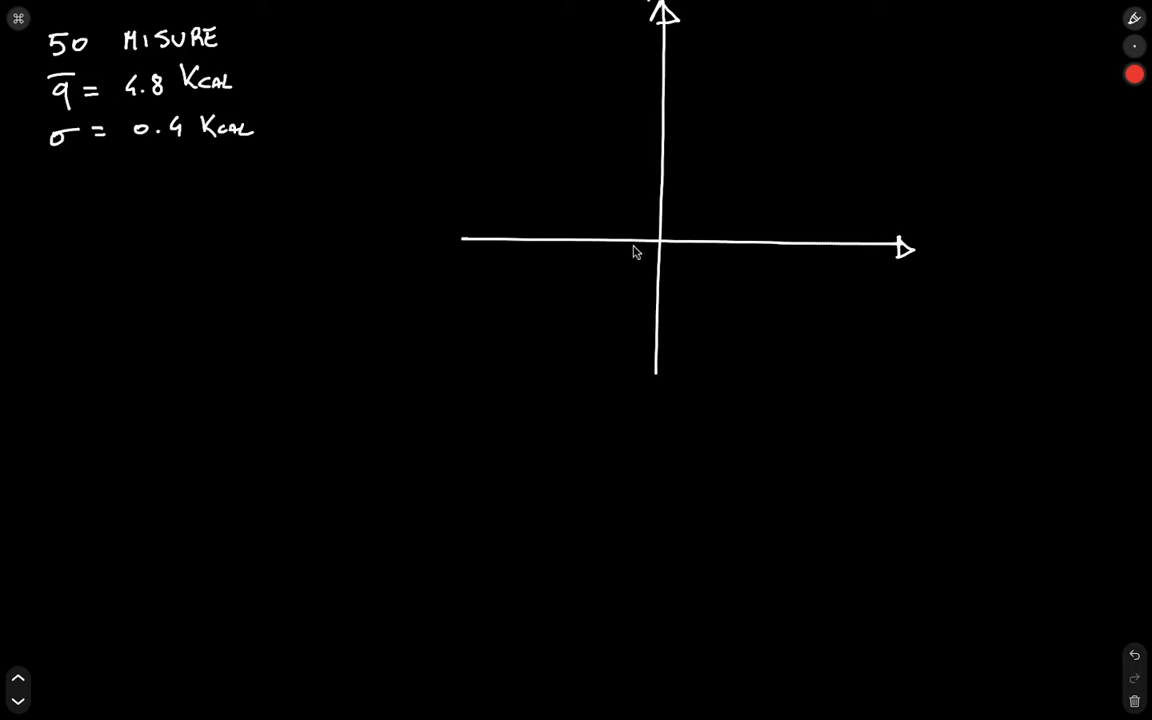 50 MISURE
q̅ = 4.8 KCAL
σ = 0.4 KCAL